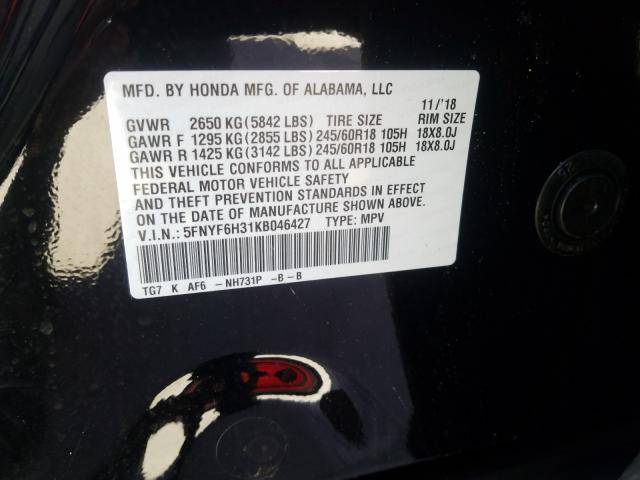 MFD. BY HONDA MFG. OF ALABAMA, LLC 11/'18
GVWR 2650 KG (5842 LBS) TIRE SIZE RIM SIZE
GAWR F 1295 KG (2855 LBS) 245/60R18 105H 18X8.0J
GAWR R 1425 KG (3142 LBS) 245/60R18 105H 18X8.0J
THIS VEHICLE CONFORMS TO ALL APPLICABLE
FEDERAL MOTOR VEHICLE SAFETY
AND THEFT PREVENTION STANDARDS IN EFFECT
ON THE DATE OF MANUFACTURE SHOWN ABOVE.
V.I.N.: 5FNYF6H31KB046427 TYPE: MPV
TG7 K AF6 -NH731P -B -B